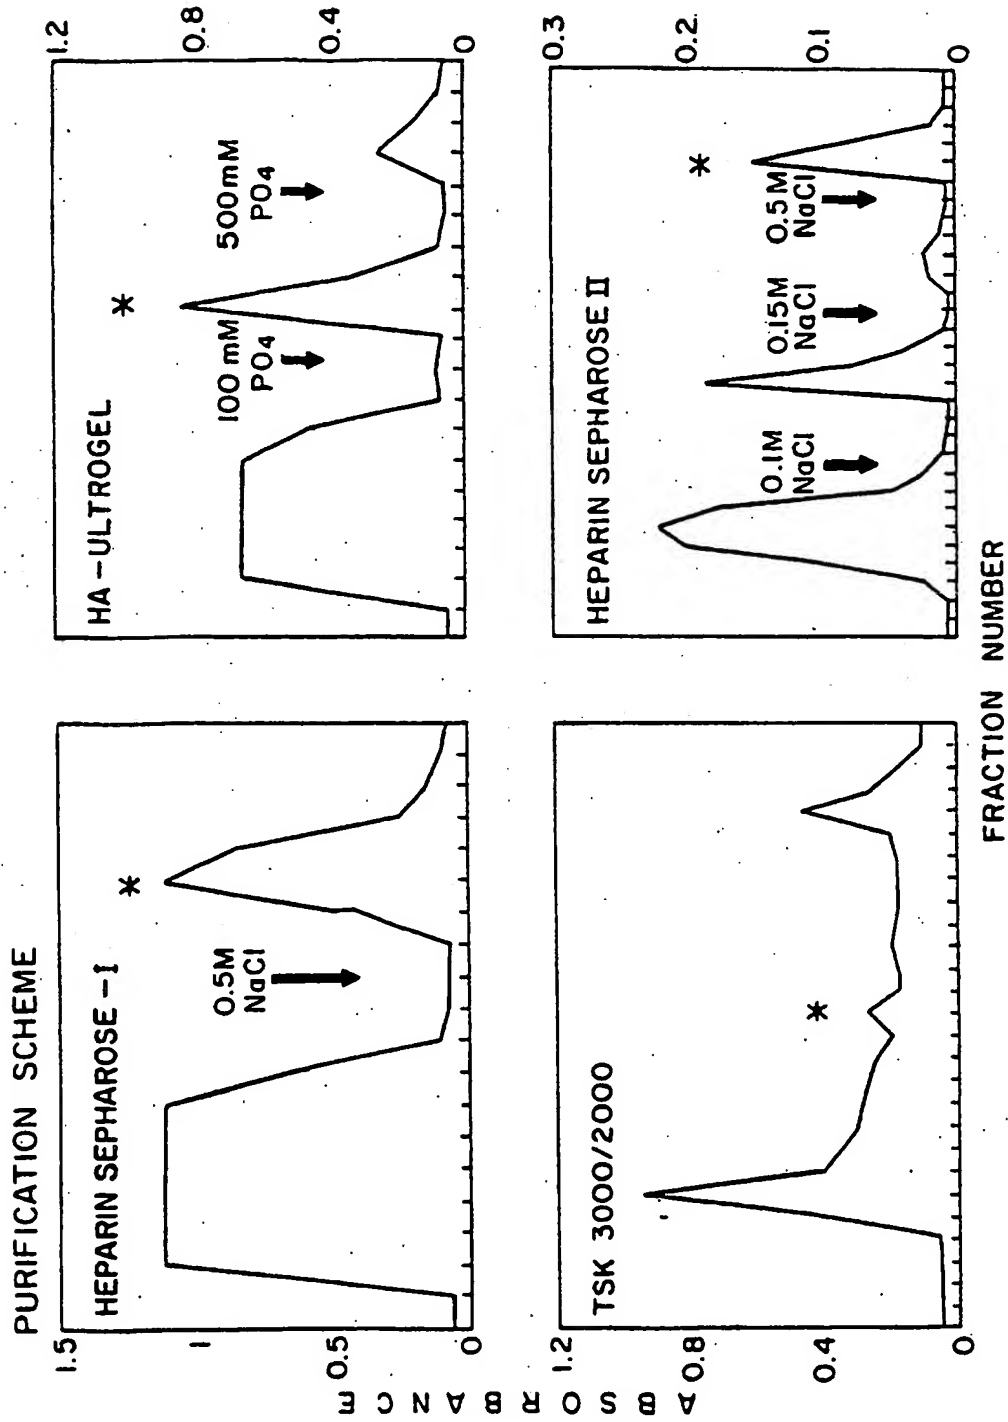 PURIFICATION SCHEME
HEPARIN SEPHAROSE-I
1.5
1
0.5
0
0.5M
NaCl
*
HA-ULTROGEL
1.2
0.8
0.4
0
100 mM
PO4
*
500mM
PO4
TSK 3000/2000
1.2
0.8
0.4
0
*
HEPARIN SEPHAROSE II
0.3
0.2
0.1
0
0.1M
NaCl
0.15M
NaCl
0.5M
NaCl
*
ABSORBANCE
FRACTION NUMBER